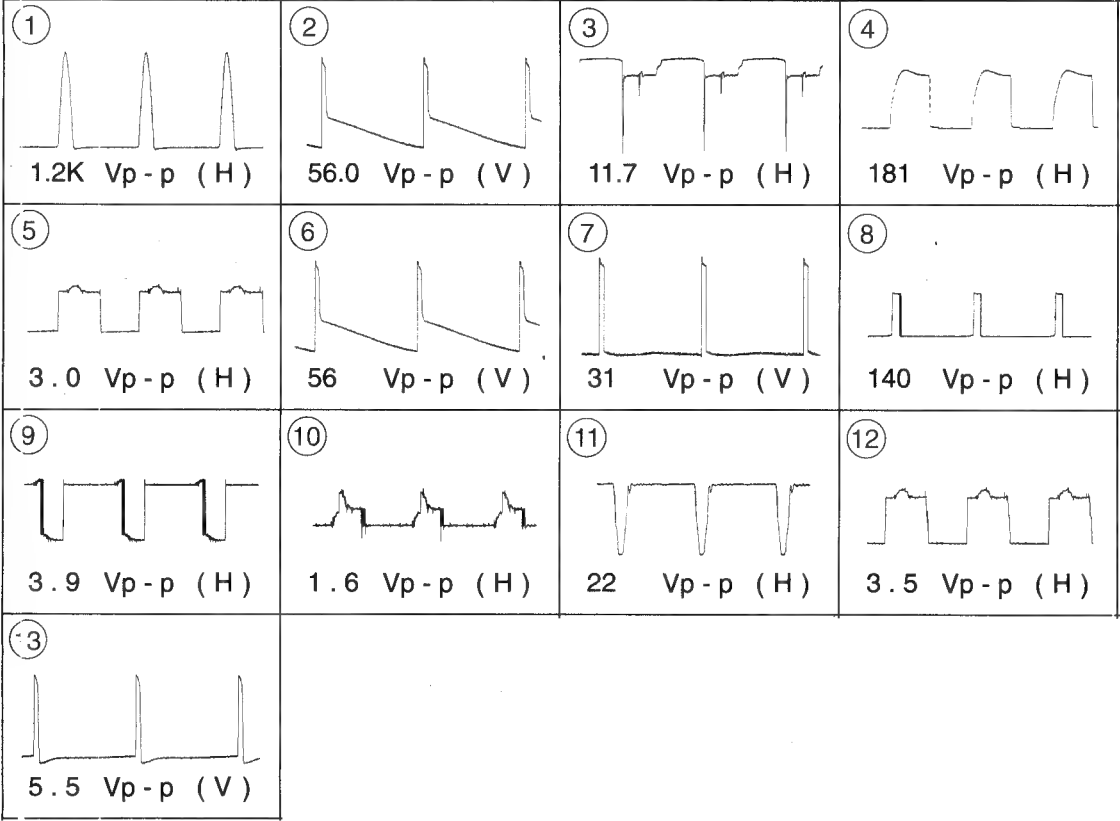 1
1.2K Vp - p ( H )
2
56.0 Vp - p ( V )
3
11.7 Vp - p ( H )
4
181 Vp - p ( H )
5
3.0 Vp - p ( H )
6
56 Vp - p ( V )
7
31 Vp - p ( V )
8
140 Vp - p ( H )
9
3.9 Vp - p ( H )
10
1.6 Vp - p ( H )
11
22 Vp - p ( H )
12
3.5 Vp - p ( H )
13
5.5 Vp - p ( V )